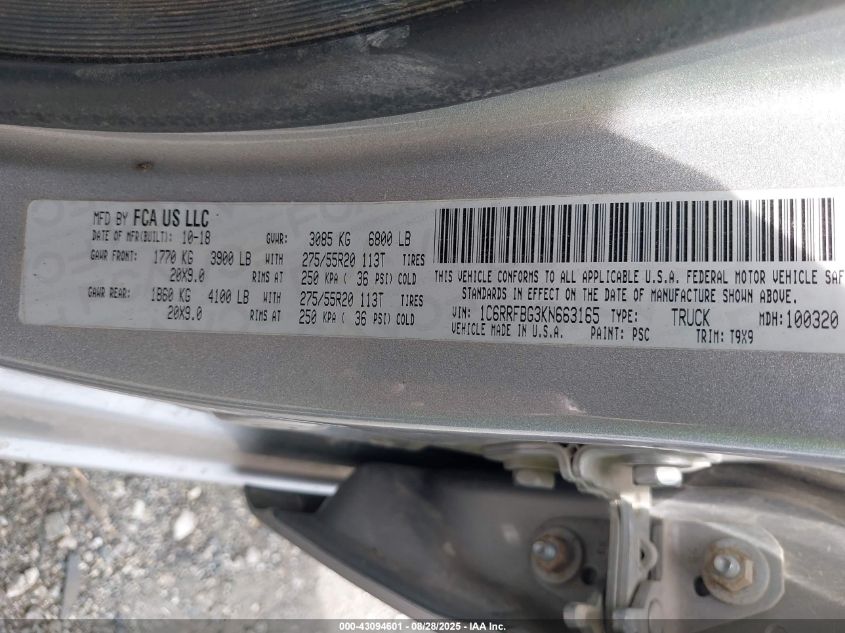 MFD BY FCA US LLC
DATE OF MFR(BUILT): 10-18 GVWR: 3085 KG 6800 LB
GAWR FRONT: 1770 KG 3900 LB WITH 275/55R20 113T TIRES
20X9.0 RIMS AT 250 KPA ( 36 PSI) COLD
GAWR REAR: 1860 KG 4100 LB WITH 275/55R20 113T TIRES
20X9.0 RIMS AT 250 KPA ( 36 PSI) COLD
THIS VEHICLE CONFORMS TO ALL APPLICABLE U.S.A. FEDERAL MOTOR VEHICLE SAF
STANDARDS IN EFFECT ON THE DATE OF MANUFACTURE SHOWN ABOVE.
VIN: 1C6RRFBG3KN663165 TYPE: TRUCK MDH:100320
VEHICLE MADE IN U.S.A. PAINT: PSC TRIM: T9X9
000-43094601 - 08/28/2025 - IAA Inc.